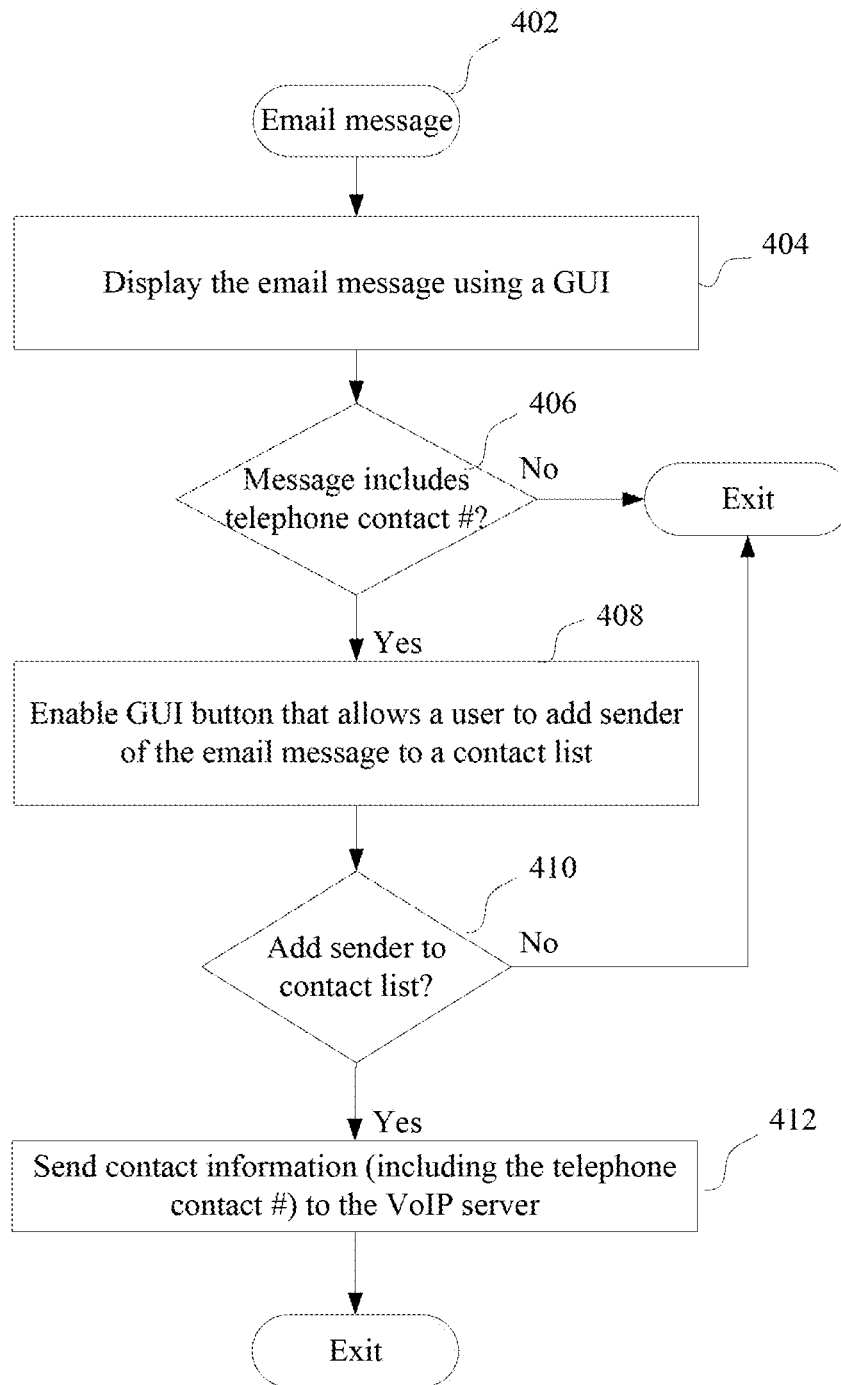 402
Email message
404
Display the email message using a GUI
406
Message includes
telephone contact #?
No
Exit
Yes
408
Enable GUI button that allows a user to add sender
of the email message to a contact list
410
Add sender to
contact list?
No
Yes
412
Send contact information (including the telephone
contact #) to the VoIP server
Exit